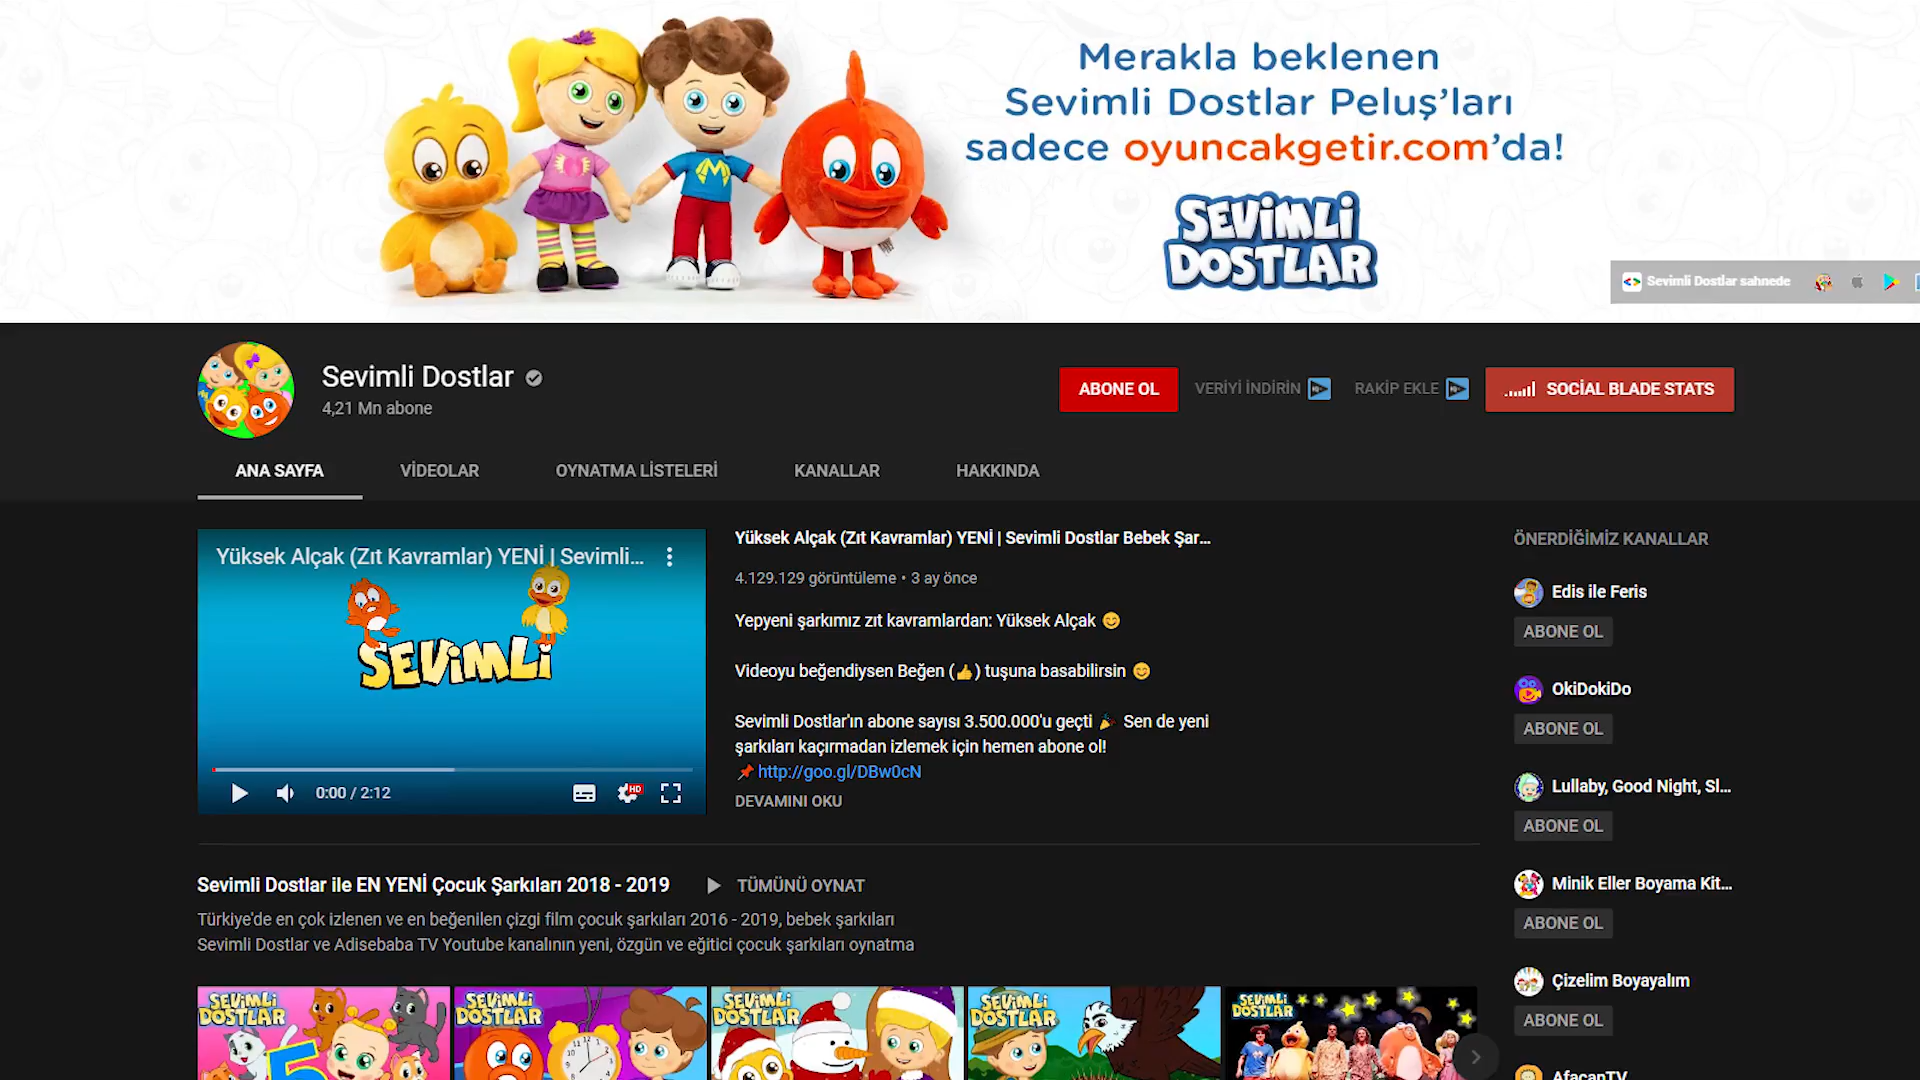 Merakla beklenen
Sevimli Dostlar Peluş'ları
sadece oyuncakgetir.com'da!
SEVİMLİ
DOSTLAR
Sevimli Dostlar sahnede
Sevimli Dostlar
4,21 Mn abone
ABONE OL
VERİYİ İNDİRİN
RAKİP EKLE
SOCİAL BLADE STATS
ANA SAYFA
VİDEOLAR
OYNATMA LİSTELERİ
KANALLAR
HAKKINDA
Yüksek Alçak (Zıt Kavramlar) YENİ | Sevimli...
SEVİMLİ
0:00 / 2:12
HD
Yüksek Alçak (Zıt Kavramlar) YENİ | Sevimli Dostlar Bebek Şar...
4.129.129 görüntüleme • 3 ay önce
Yepyeni şarkımız zıt kavramlardan: Yüksek Alçak 😊
Videoyu beğendiysen Beğen (👍) tuşuna basabilirsin 😊
Sevimli Dostlar'ın abone sayısı 3.500.000'u geçti 🎉 Sen de yeni
şarkıları kaçırmadan izlemek için hemen abone ol!
📌 http://goo.gl/DBw0cN
DEVAMINI OKU
ÖNERDİĞİMİZ KANALLAR
Edis ile Feris
ABONE OL
OkiDokiDo
ABONE OL
Lullaby, Good Night, Sl...
ABONE OL
Minik Eller Boyama Kit...
ABONE OL
Çizelim Boyayalım
ABONE OL
AfacanTV
Sevimli Dostlar ile EN YENİ Çocuk Şarkıları 2018 - 2019
TÜMÜNÜ OYNAT
Türkiye'de en çok izlenen ve en beğenilen çizgi film çocuk şarkıları 2016 - 2019, bebek şarkıları
Sevimli Dostlar ve Adisebaba TV Youtube kanalının yeni, özgün ve eğitici çocuk şarkıları oynatma
SEVİMLİ
DOSTLAR
5
SEVİMLİ
DOSTLAR
SEVİMLİ
DOSTLAR
SEVİMLİ
DOSTLAR
SEVİMLİ
DOSTLAR